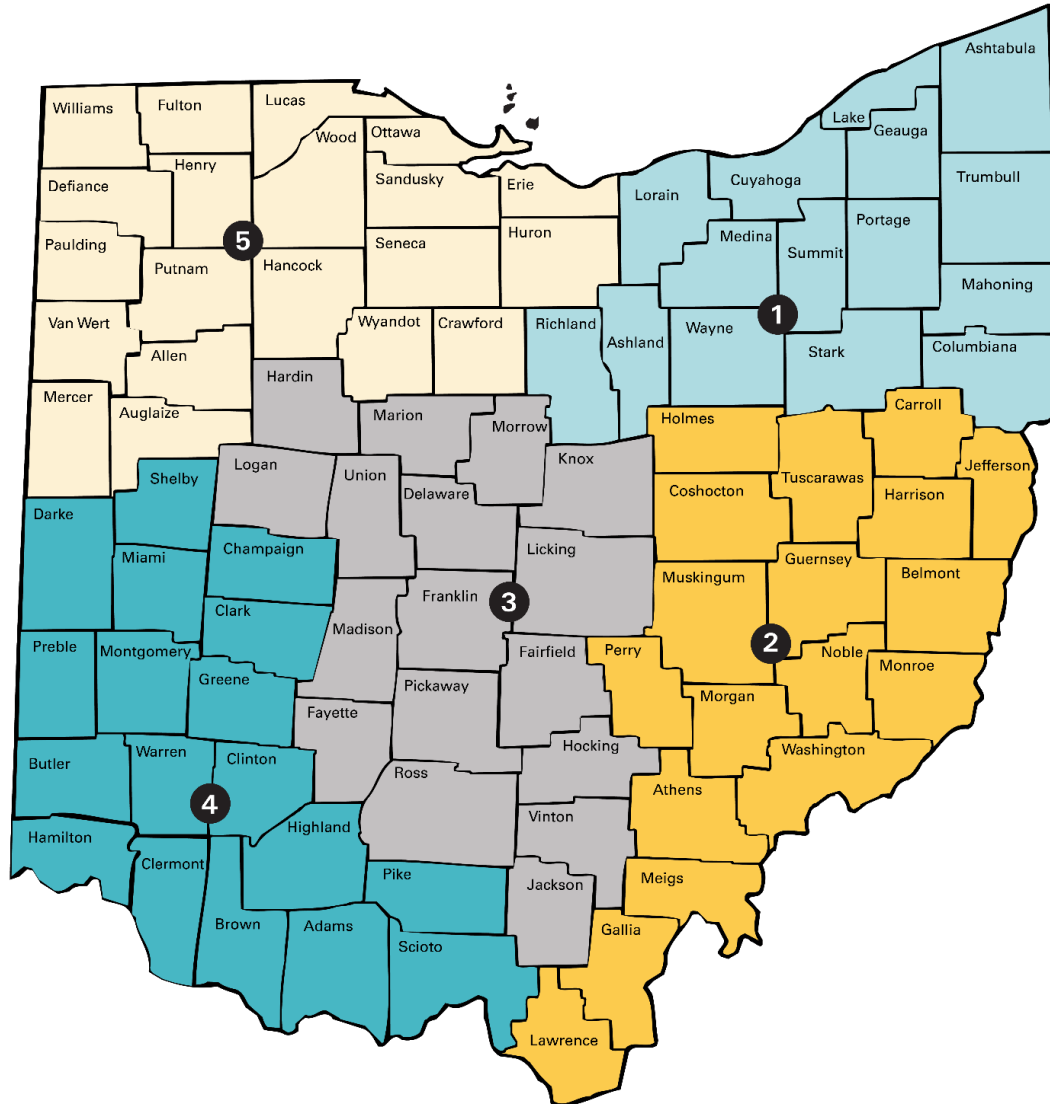 Ashtabula
Williams
Fulton
Lucas
Lake
Geauga
Wood
Ottawa
Henry
Defiance
Sandusky
Erie
Lorain
Cuyahoga
Trumbull
Paulding
5
Seneca
Huron
Medina
Summit
Portage
Putnam
Hancock
Mahoning
Van Wert
Allen
Wyandot
Crawford
Richland
Ashland
Wayne
1
Stark
Columbiana
Mercer
Auglaize
Hardin
Marion
Morrow
Holmes
Carroll
Shelby
Logan
Union
Knox
Delaware
Coshocton
Tuscarawas
Jefferson
Harrison
Darke
Miami
Champaign
Licking
Guernsey
Belmont
Clark
Madison
Franklin
3
Muskingum
Preble
Montgomery
Greene
Fairfield
Perry
2
Noble
Monroe
Pickaway
Fayette
Morgan
Hocking
Washington
Butler
Warren
Clinton
Ross
Athens
4
Hamilton
Highland
Vinton
Clermont
Pike
Jackson
Meigs
Brown
Adams
Scioto
Gallia
Lawrence